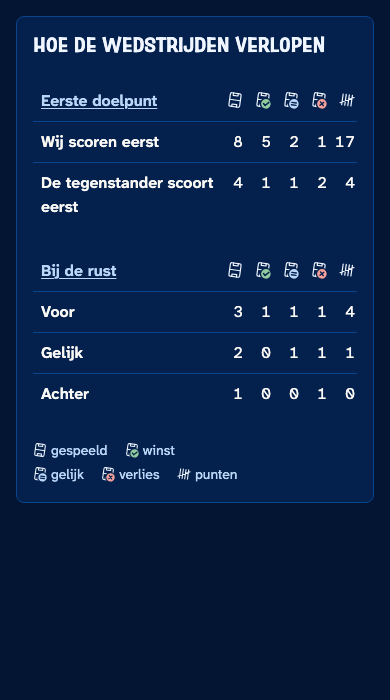 HOE DE WEDSTRIJDEN VERLOPEN
Eerste doelpunt
Wij scoren eerst 8 5 2 1 17
De tegenstander scoort eerst 4 1 1 2 4
Bij de rust
Voor 3 1 1 1 4
Gelijk 2 0 1 1 1
Achter 1 0 0 1 0
gespeeld winst
gelijk verlies punten